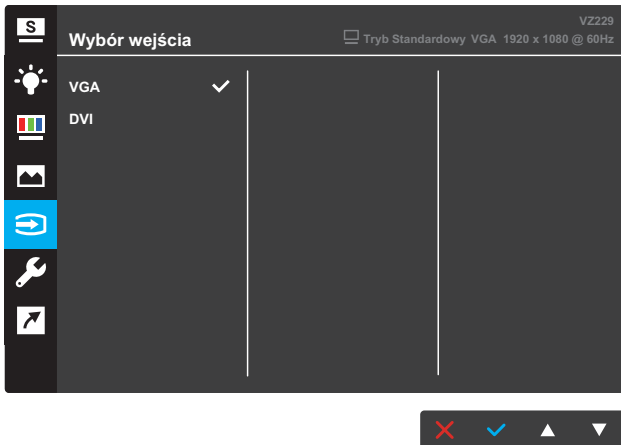 S
VZ229
Wybór wejścia
Tryb Standardowy VGA 1920 x 1080 @ 60Hz
VGA
DVI